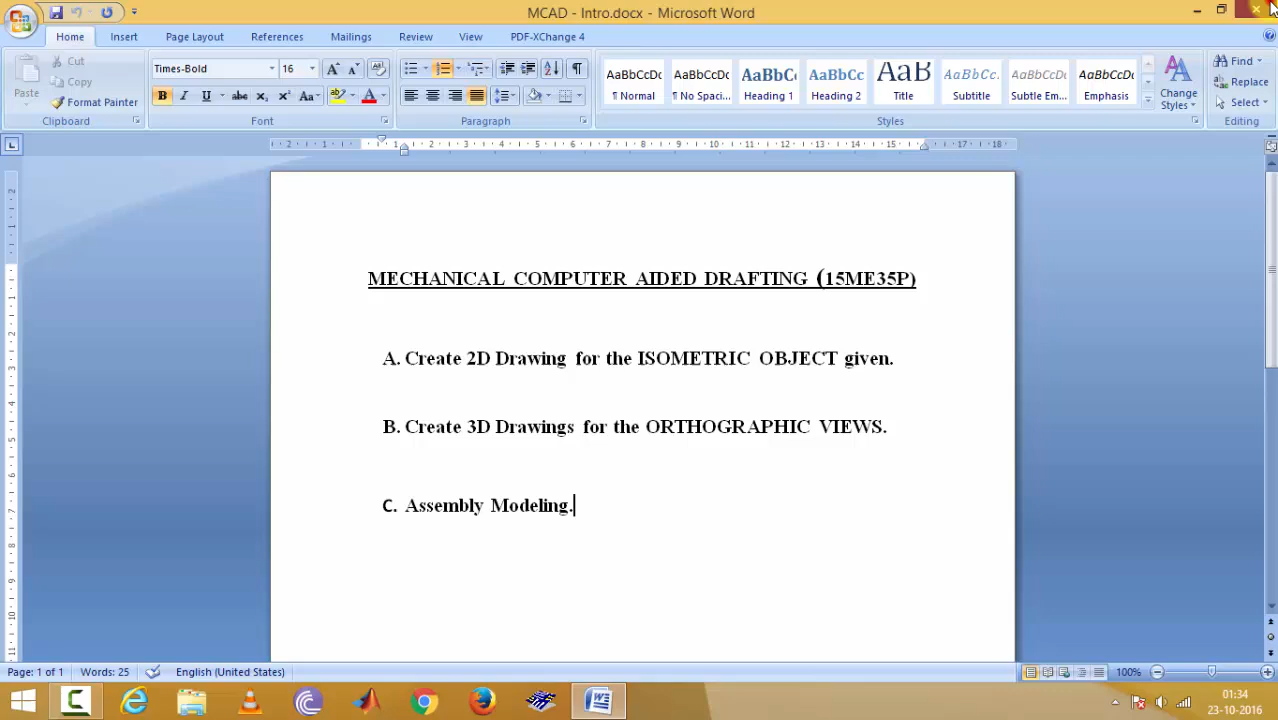 MCAD - Intro.docx - Microsoft Word
Home Insert Page Layout References Mailings Review View PDF-XChange 4
Paste
Cut
Copy
Format Painter
Clipboard
Times-Bold 16
Font
Paragraph
AaBbCcDc AaBbCcDc AaBbCc AaBbCc AaB AaBbCc. AaBbCcDc AaBbCcDc
¶ Normal ¶ No Spaci... Heading 1 Heading 2 Title Subtitle Subtle Em... Emphasis
Change Styles
Styles
Find
Replace
Select
Editing
MECHANICAL COMPUTER AIDED DRAFTING (15ME35P)
A. Create 2D Drawing for the ISOMETRIC OBJECT given.
B. Create 3D Drawings for the ORTHOGRAPHIC VIEWS.
C. Assembly Modeling.
Page: 1 of 1 Words: 25 English (United States) 100%
01:34
23-10-2016